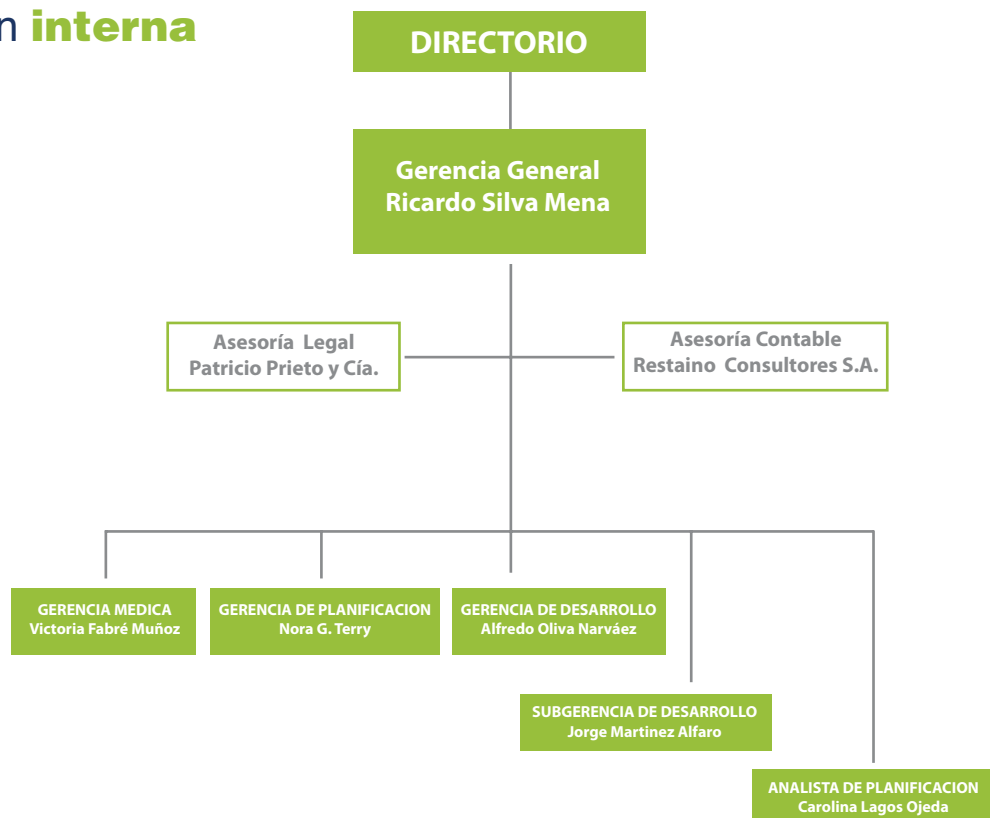 n interna
DIRECTORIO
Gerencia General
Ricardo Silva Mena
Asesoría Legal
Patricio Prieto y Cía.
Asesoría Contable
Restaino Consultores S.A.
GERENCIA MEDICA
Victoria Fabré Muñoz
GERENCIA DE PLANIFICACION
Nora G. Terry
GERENCIA DE DESARROLLO
Alfredo Oliva Narváez
SUBGERENCIA DE DESARROLLO
Jorge Martinez Alfaro
ANALISTA DE PLANIFICACION
Carolina Lagos Ojeda